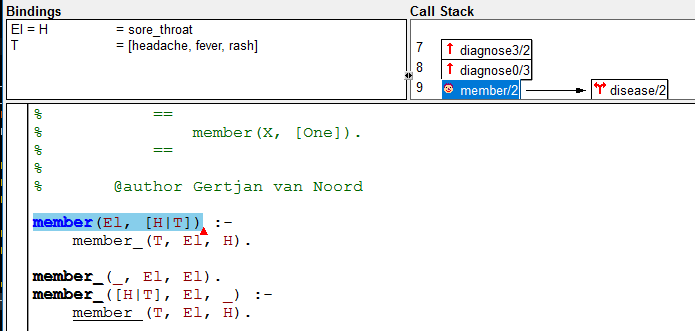 Bindings
El = H = sore_throat
T = [headache, fever, rash]
Call Stack
7 diagnose3/2
8 diagnose0/3
9 member/2 disease/2
% ==
% member(X, [One]).
% ==
%
% @author Gertjan van Noord
member(El, [H|T]) :-
member_(T, El, H).
member_(_, El, El).
member_([H|T], El, _) :-
member_(T, El, H).